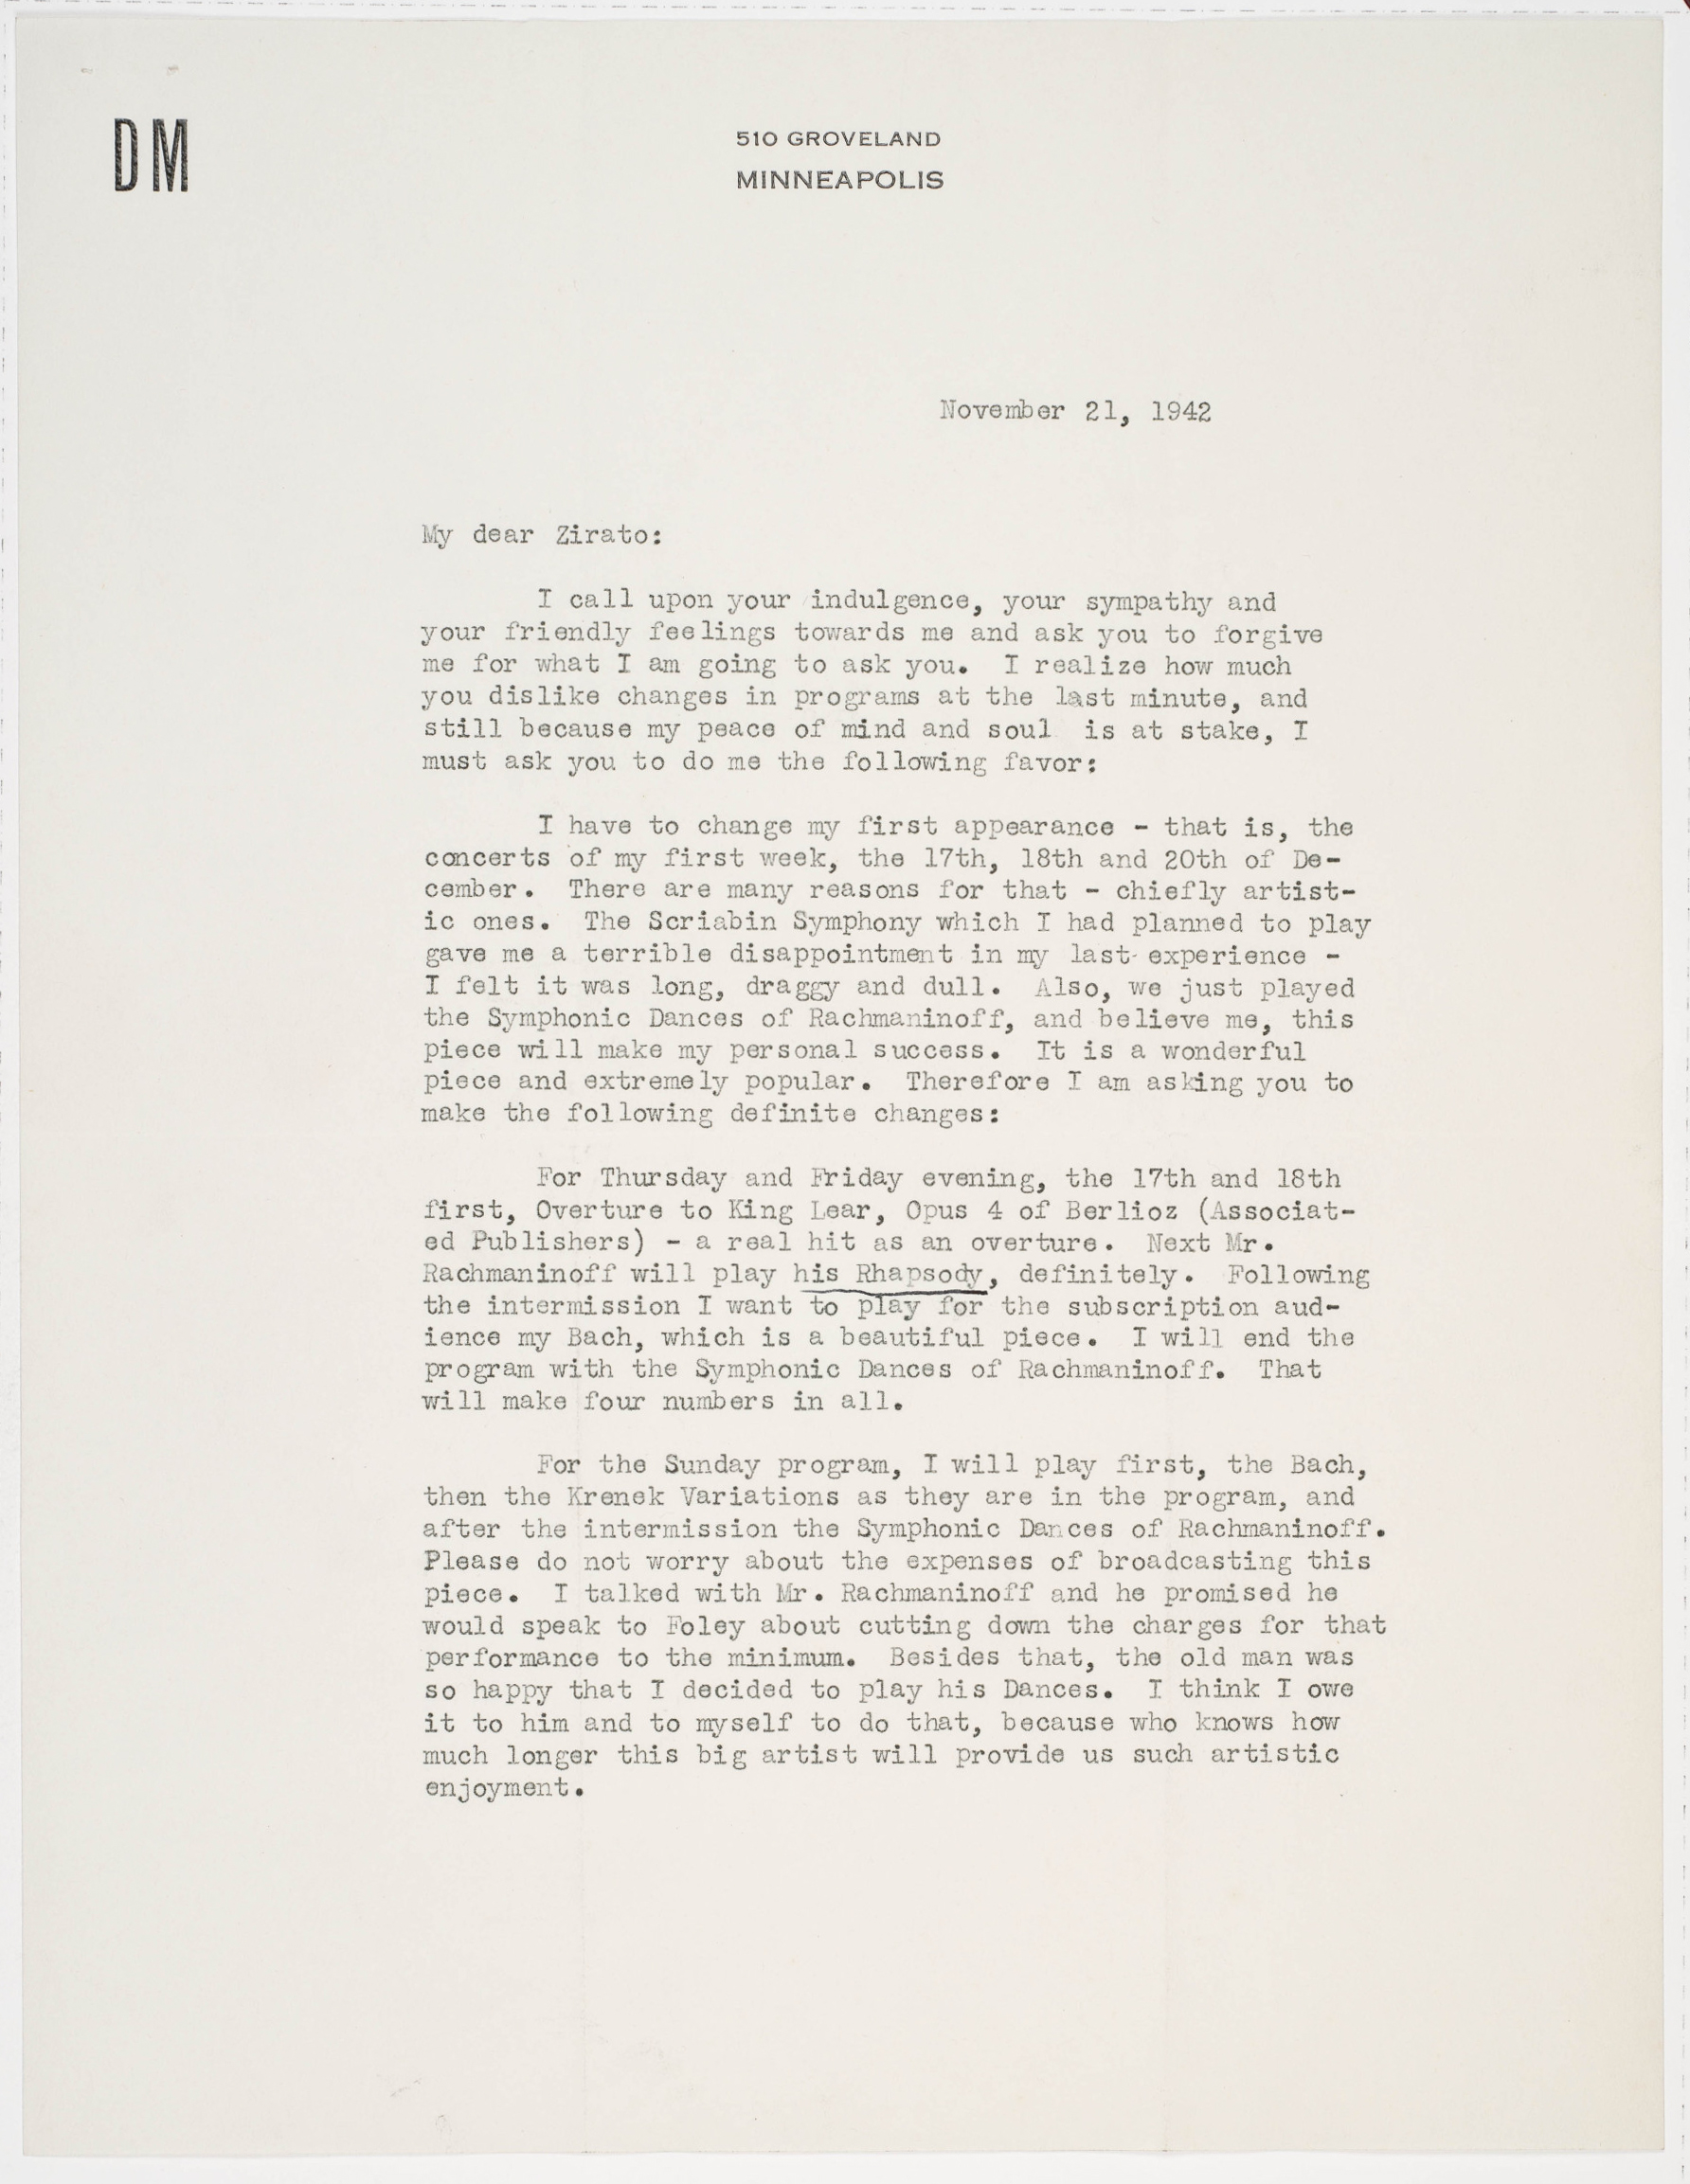 DM
510 GROVELAND
MINNEAPOLIS
November 21, 1942
My dear Zirato:
I call upon your indulgence, your sympathy and
your friendly feelings towards me and ask you to forgive
me for what I am going to ask you. I realize how much
you dislike changes in programs at the last minute, and
still because my peace of mind and soul is at stake, I
must ask you to do me the following favor:
I have to change my first appearance - that is, the
concerts of my first week, the 17th, 18th and 20th of De-
cember. There are many reasons for that - chiefly artist-
ic ones. The Scriabin Symphony which I had planned to play
gave me a terrible disappointment in my last experience -
I felt it was long, draggy and dull. Also, we just played
the Symphonic Dances of Rachmaninoff, and believe me, this
piece will make my personal success. It is a wonderful
piece and extremely popular. Therefore I am asking you to
make the following definite changes:
For Thursday and Friday evening, the 17th and 18th
first, Overture to King Lear, Opus 4 of Berlioz (Associat-
ed Publishers) - a real hit as an overture. Next Mr.
Rachmaninoff will play his Rhapsody, definitely. Following
the intermission I want to play for the subscription aud-
ience my Bach, which is a beautiful piece. I will end the
program with the Symphonic Dances of Rachmaninoff. That
will make four numbers in all.
For the Sunday program, I will play first, the Bach,
then the Krenek Variations as they are in the program, and
after the intermission the Symphonic Dances of Rachmaninoff.
Please do not worry about the expenses of broadcasting this
piece. I talked with Mr. Rachmaninoff and he promised he
would speak to Foley about cutting down the charges for that
performance to the minimum. Besides that, the old man was
so happy that I decided to play his Dances. I think I owe
it to him and to myself to do that, because who knows how
much longer this big artist will provide us such artistic
enjoyment.